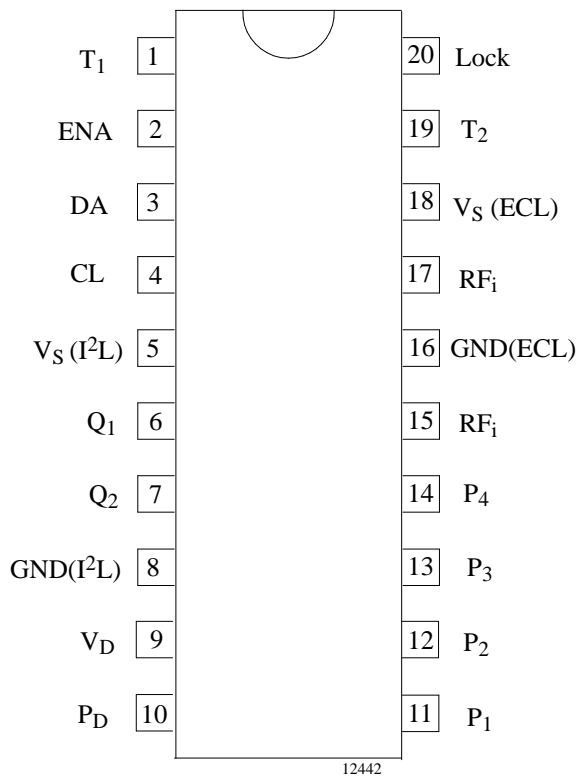 T1 1 20 Lock
ENA 2 19 T2
DA 3 18 VS (ECL)
CL 4 17 RFi
VS (I2L) 5 16 GND(ECL)
Q1 6 15 RFi
Q2 7 14 P4
GND(I2L) 8 13 P3
VD 9 12 P2
PD 10 11 P1
12442